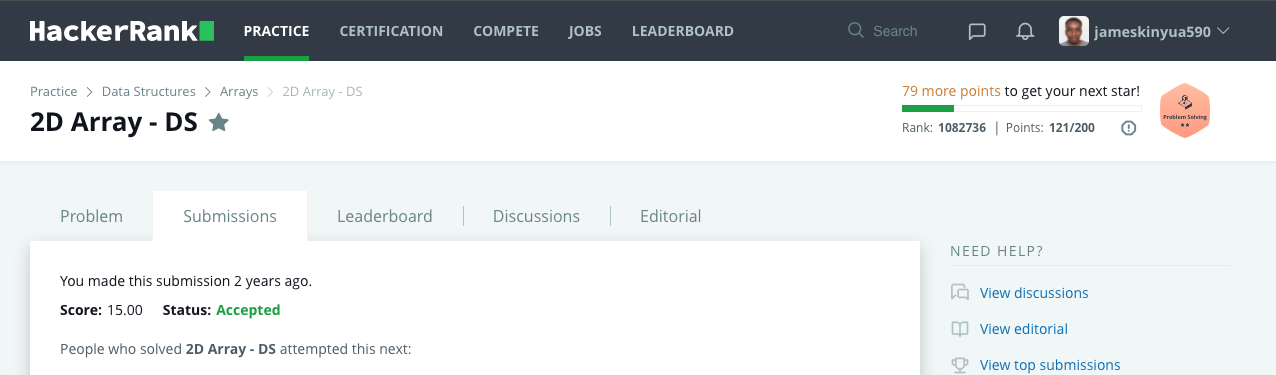 HackerRank PRACTICE CERTIFICATION COMPETE JOBS LEADERBOARD Search jameskinyua590
Practice Data Structures Arrays 2D Array - DS
2D Array - DS
79 more points to get your next star!
Rank: 1082736 | Points: 121/200
Problem Solving
Problem Submissions Leaderboard Discussions Editorial
You made this submission 2 years ago.
Score: 15.00 Status: Accepted
People who solved 2D Array - DS attempted this next:
NEED HELP?
View discussions
View editorial
View top submissions